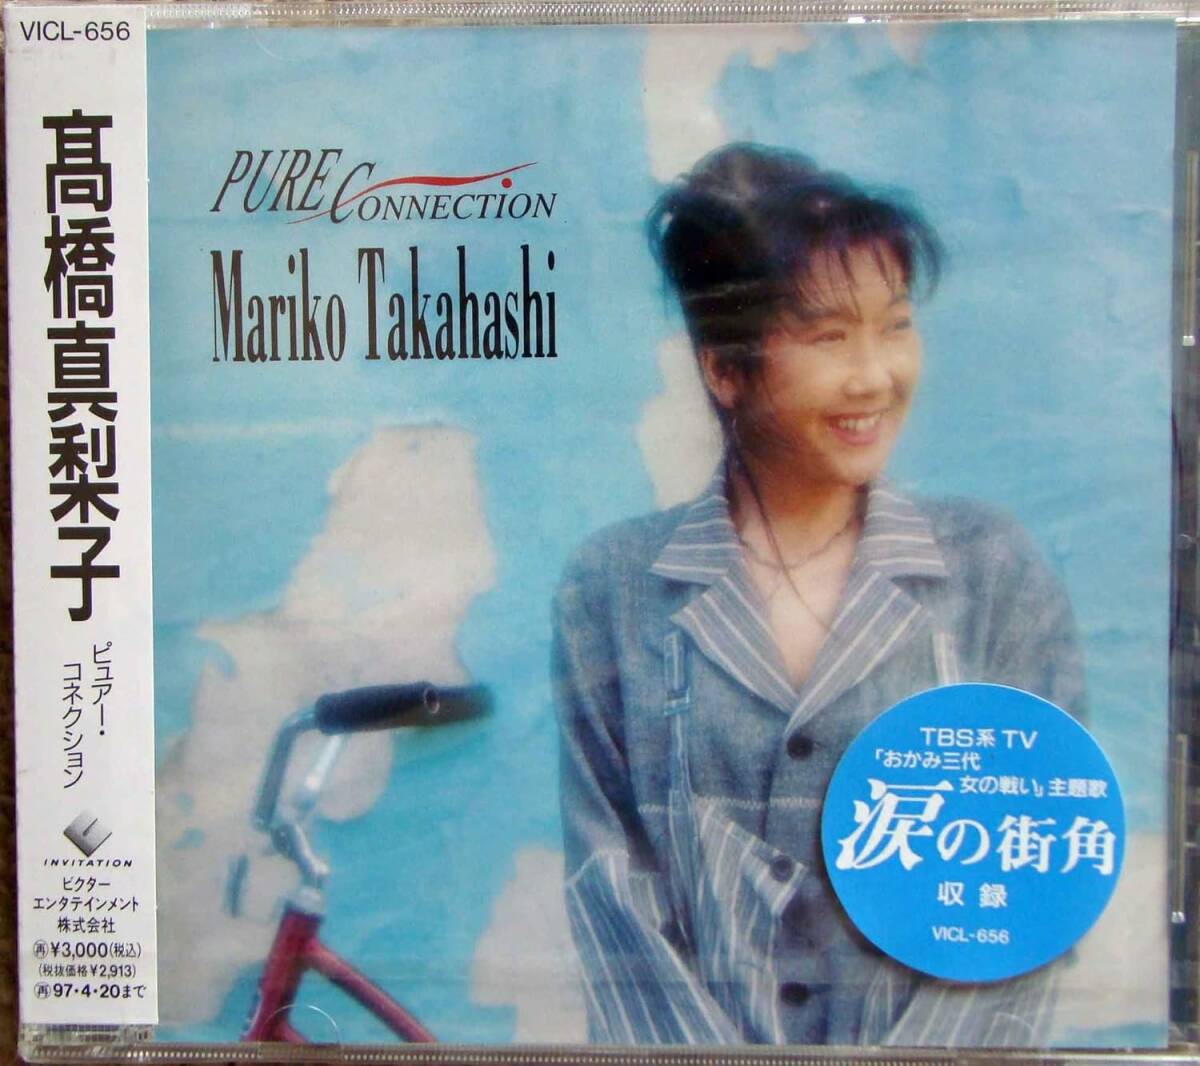 VICL-656
髙橋真梨子
ピュアー・
コネクション
INVITATION
ビクター
エンタテインメント
株式会社
再¥3,000(税込)
(税抜価格¥2,913)
再97・4・20まで
PURE CONNECTION
Mariko Takahashi
TBS系 TV
「おかみ三代
女の戦い」主題歌
涙の街角
収録
VICL-656